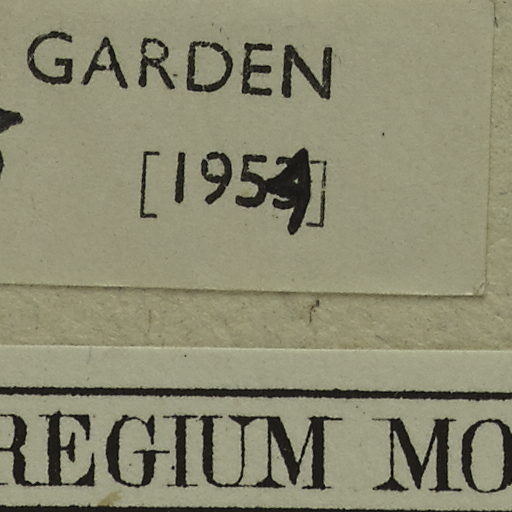 GARDEN
[1954]
REGIUM MO